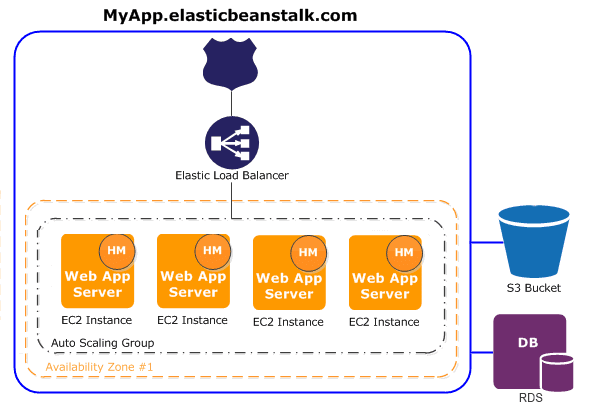 MyApp.elasticbeanstalk.com
Elastic Load Balancer
HM HM HM HM
Web App Server
Web App Server
Web App Server
Web App Server
EC2 Instance EC2 Instance EC2 Instance EC2 Instance
Auto Scaling Group
Availability Zone #1
S3 Bucket
DB
RDS